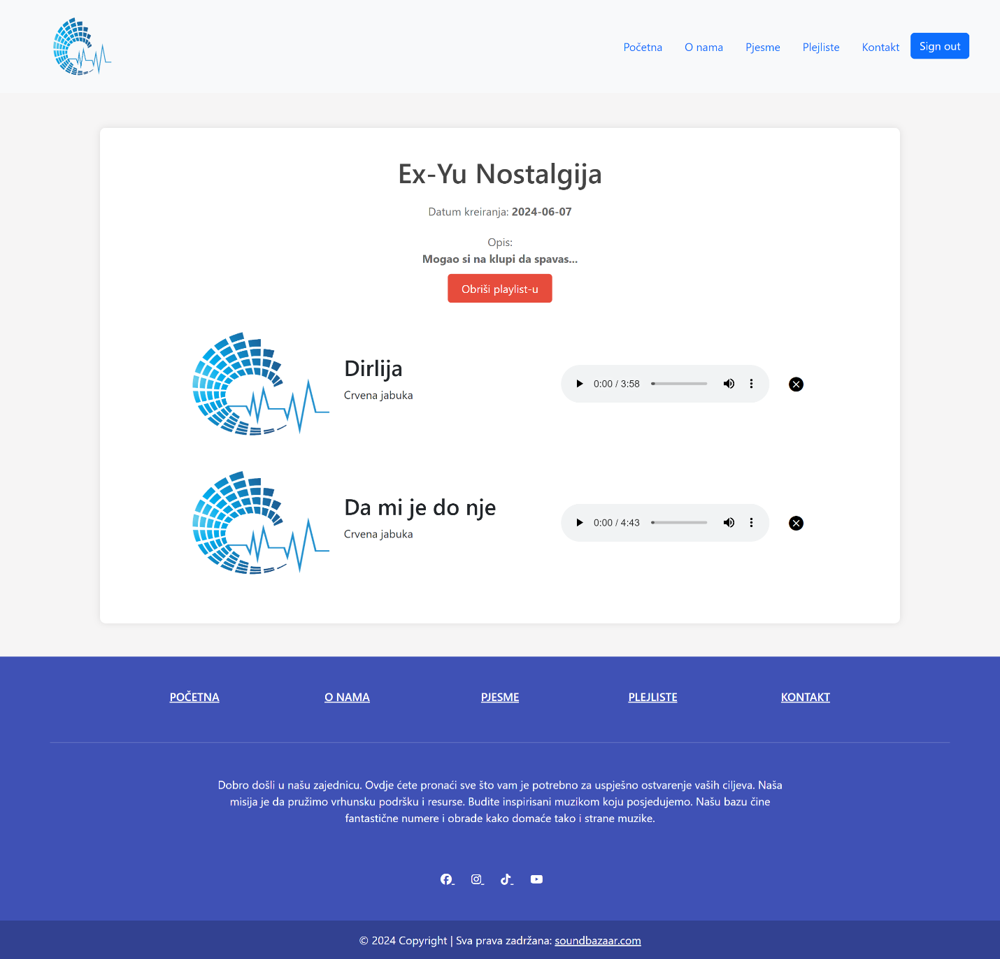 Početna O nama Pjesme Plejliste Kontakt Sign out
Ex-Yu Nostalgija
Datum kreiranja: 2024-06-07
Opis:
Mogao si na klupi da spavas...
Obriši playlist-u
Dirlija
Crvena jabuka
0:00 / 3:58
Da mi je do nje
Crvena jabuka
0:00 / 4:43
POČETNA O NAMA PJESME PLEJLISTE KONTAKT
Dobro došli u našu zajednicu. Ovdje ćete pronaći sve što vam je potrebno za uspješno ostvarenje vaših ciljeva. Naša
misija je da pružimo vrhunsku podršku i resurse. Budite inspirisani muzikom koju posjedujemo. Našu bazu čine
fantastične numere i obrade kako domaće tako i strane muzike.
© 2024 Copyright | Sva prava zadržana: soundbazaar.com